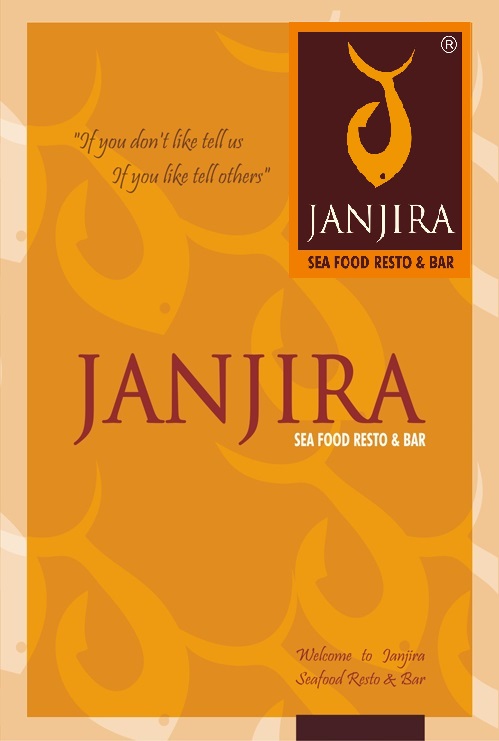 ®
JANJIRA
SEA FOOD RESTO & BAR
"If you don't like tell us
If you like tell others"
JANJIRA
SEA FOOD RESTO & BAR
Welcome to Janjira
Seafood Resto & Bar